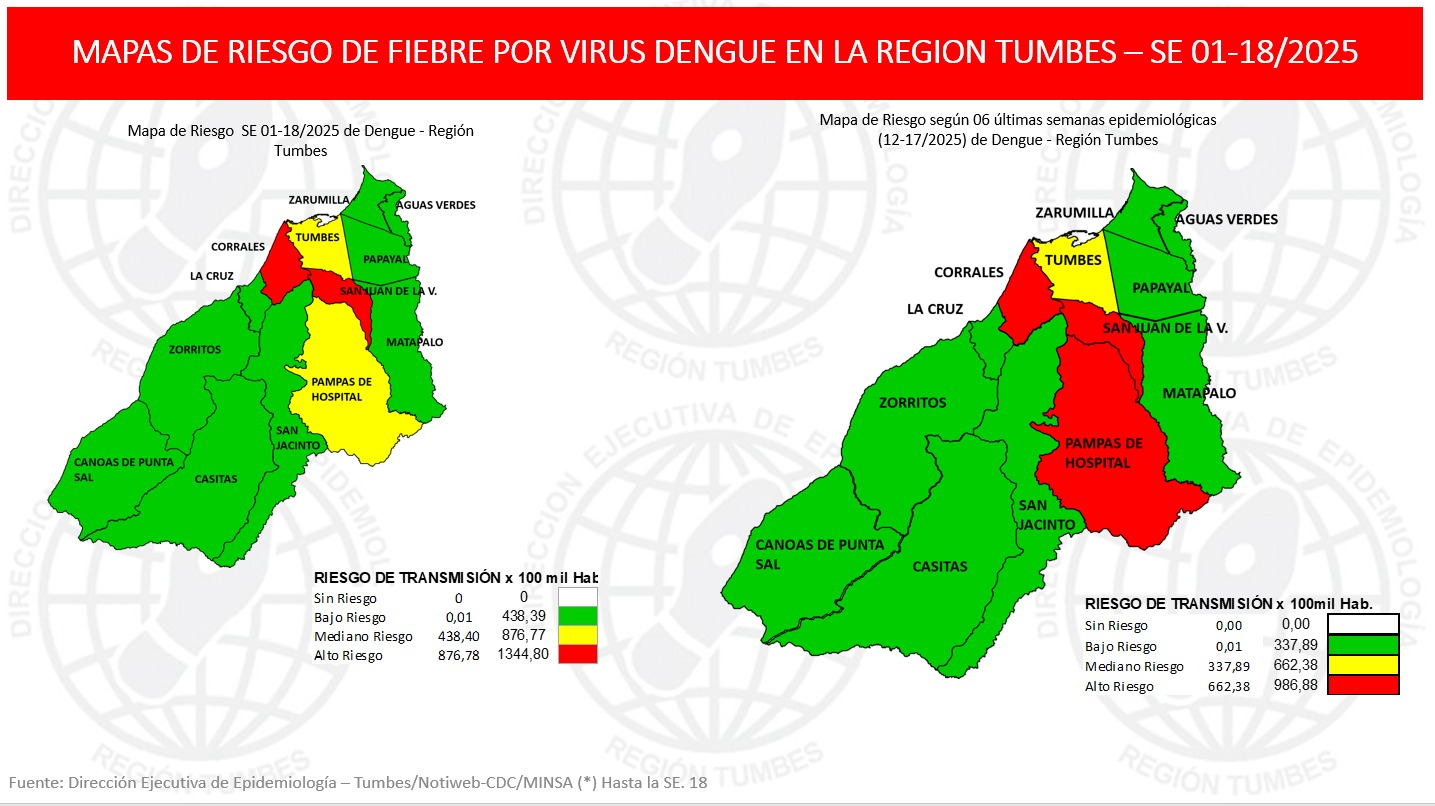 MAPAS DE RIESGO DE FIEBRE POR VIRUS DENGUE EN LA REGION TUMBES – SE 01-18/2025
Mapa de Riesgo SE 01-18/2025 de Dengue - Región
Tumbes
ZARUMILLA
AGUAS VERDES
TUMBES
CORRALES
PAPAYAL
LA CRUZ
SAN JUAN DE LA V.
MATAPALO
ZORRITOS
PAMPAS DE
HOSPITAL
SAN
JACINTO
CANOAS DE PUNTA
SAL
CASITAS
RIESGO DE TRANSMISIÓN x 100 mil Hab
Sin Riesgo 0 0
Bajo Riesgo 0,01 438,39
Mediano Riesgo 438,40 876,77
Alto Riesgo 876,78 1344,80
Mapa de Riesgo según 06 últimas semanas epidemiológicas
(12-17/2025) de Dengue - Región Tumbes
ZARUMILLA
AGUAS VERDES
TUMBES
CORRALES
PAPAYAL
LA CRUZ
SAN JUAN DE LA V.
MATAPALO
ZORRITOS
PAMPAS DE
HOSPITAL
SAN
JACINTO
CANOAS DE PUNTA
SAL
CASITAS
RIESGO DE TRANSMISIÓN x 100mil Hab.
Sin Riesgo 0,00 0,00
Bajo Riesgo 0,01 337,89
Mediano Riesgo 337,89 662,38
Alto Riesgo 662,38 986,88
Fuente: Dirección Ejecutiva de Epidemiología – Tumbes/Notiweb-CDC/MINSA (*) Hasta la SE. 18
REGIÓN TUMBES
REGIÓN TUMBES
REGIÓN TUMBES